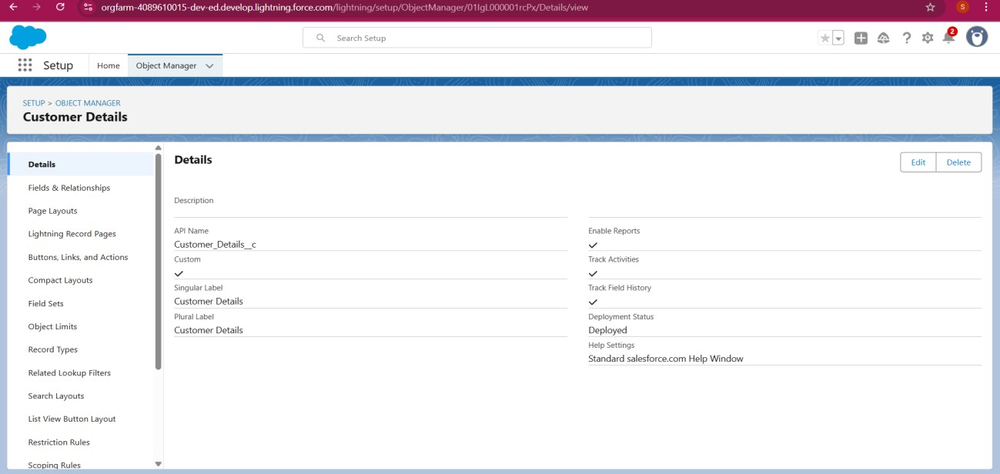 orgfarm-4089610015-dev-ed.develop.lightning.force.com/lightning/setup/ObjectManager/01IgL000001rcPx/Details/view
S
Search Setup
2
Setup
Home
Object Manager
SETUP > OBJECT MANAGER
Customer Details
Details
Fields & Relationships
Page Layouts
Lightning Record Pages
Buttons, Links, and Actions
Compact Layouts
Field Sets
Object Limits
Record Types
Related Lookup Filters
Search Layouts
List View Button Layout
Restriction Rules
Scoping Rules
Details
Edit
Delete
Description
API Name
Customer_Details__c
Custom
Singular Label
Customer Details
Plural Label
Customer Details
Enable Reports
Track Activities
Track Field History
Deployment Status
Deployed
Help Settings
Standard salesforce.com Help Window